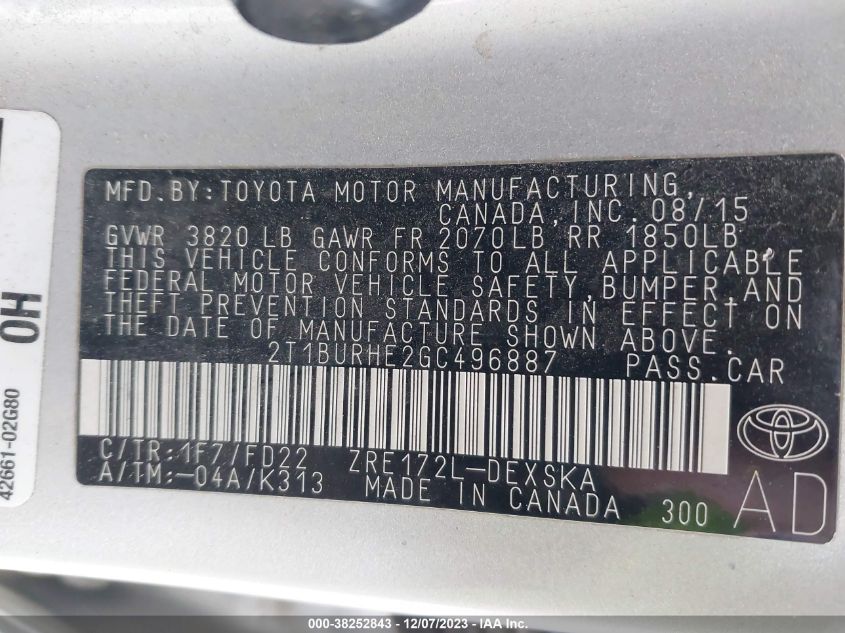 MFD.BY:TOYOTA MOTOR MANUFACTURING,
CANADA,INC. 08/15
GVWR 3820 LB GAWR FR 2070LB RR 1850LB
THIS VEHICLE CONFORMS TO ALL APPLICABLE
FEDERAL MOTOR VEHICLE SAFETY,BUMPER,AND
THEFT PREVENTION STANDARDS IN EFFECT ON
THE DATE OF MANUFACTURE SHOWN ABOVE.
2T1BURHE2GC496887 PASS.CAR
C/TR:1F7/FD22 ZRE172L-DEXSKA
A/TM:-04A/K313 MADE IN CANADA 300 AD
42661-02G80 0H
000-38252843 - 12/07/2023 - IAA Inc.